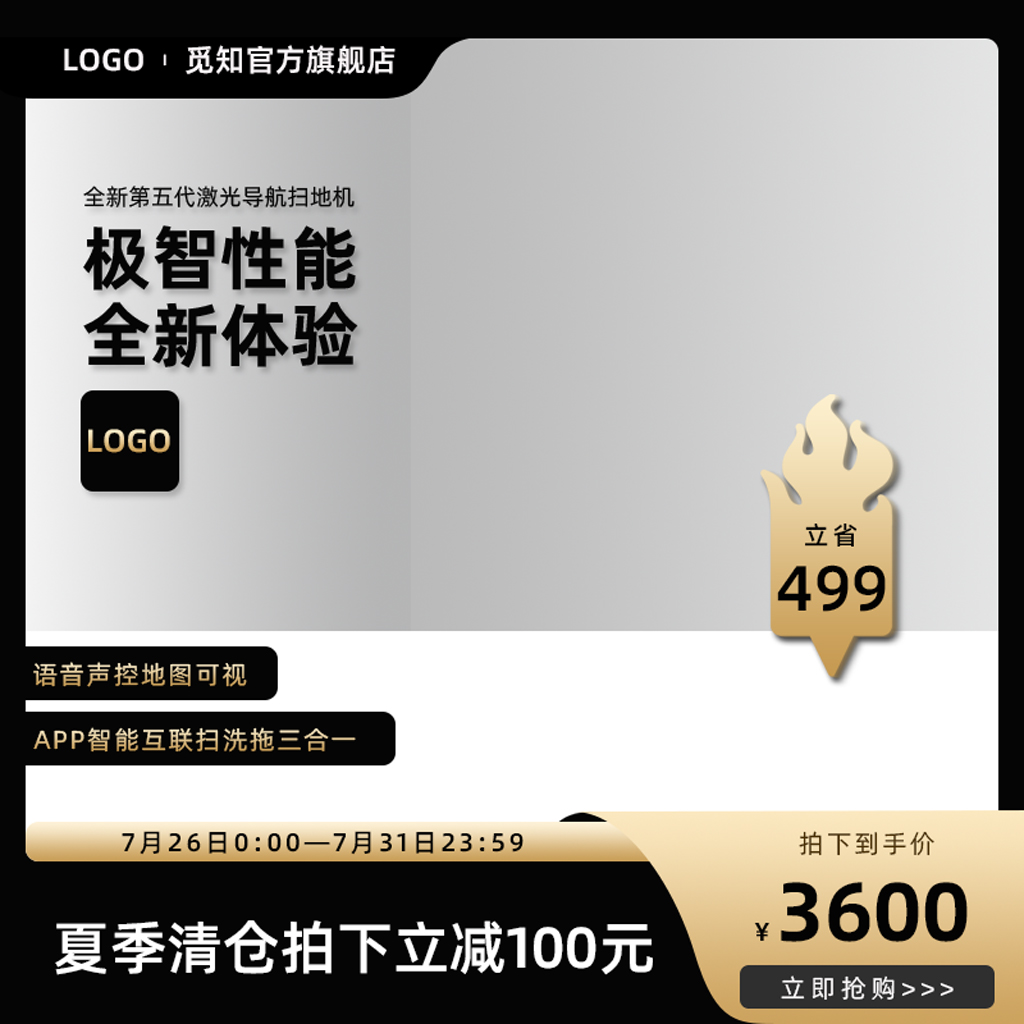 LOGO | 觅知官方旗舰店
全新第五代激光导航扫地机
极智性能
全新体验
LOGO
立省
499
语音声控地图可视
APP智能互联扫洗拖三合一
7月26日0:00—7月31日23:59
拍下到手价
¥3600
夏季清仓拍下立减100元
立即抢购>>>